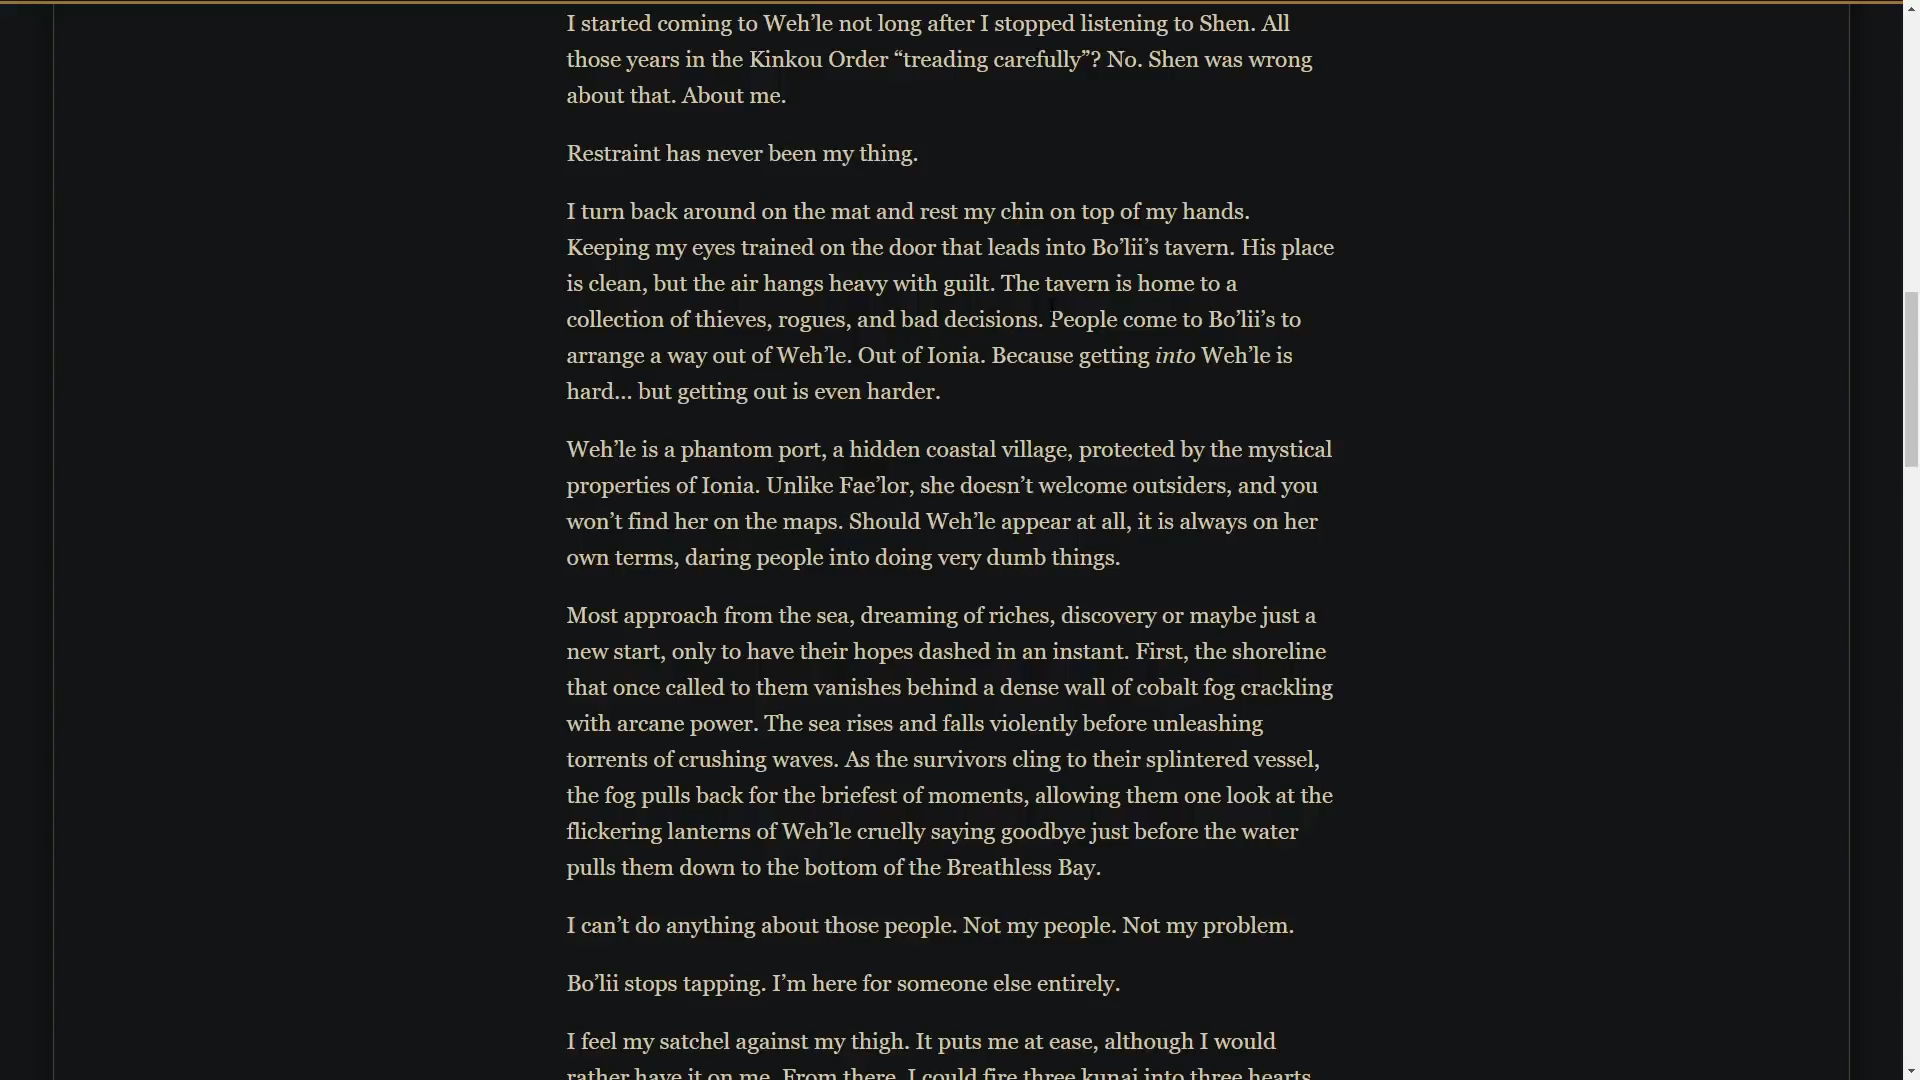 I started coming to Weh’le not long after I stopped listening to Shen. All
those years in the Kinkou Order “treading carefully”? No. Shen was wrong
about that. About me.
Restraint has never been my thing.
I turn back around on the mat and rest my chin on top of my hands.
Keeping my eyes trained on the door that leads into Bo’lii’s tavern. His place
is clean, but the air hangs heavy with guilt. The tavern is home to a
collection of thieves, rogues, and bad decisions. People come to Bo’lii’s to
arrange a way out of Weh’le. Out of Ionia. Because getting into Weh’le is
hard... but getting out is even harder.
Weh’le is a phantom port, a hidden coastal village, protected by the mystical
properties of Ionia. Unlike Fae’lor, she doesn’t welcome outsiders, and you
won’t find her on the maps. Should Weh’le appear at all, it is always on her
own terms, daring people into doing very dumb things.
Most approach from the sea, dreaming of riches, discovery or maybe just a
new start, only to have their hopes dashed in an instant. First, the shoreline
that once called to them vanishes behind a dense wall of cobalt fog crackling
with arcane power. The sea rises and falls violently before unleashing
torrents of crushing waves. As the survivors cling to their splintered vessel,
the fog pulls back for the briefest of moments, allowing them one look at the
flickering lanterns of Weh’le cruelly saying goodbye just before the water
pulls them down to the bottom of the Breathless Bay.
I can’t do anything about those people. Not my people. Not my problem.
Bo’lii stops tapping. I’m here for someone else entirely.
I feel my satchel against my thigh. It puts me at ease, although I would
rather have it on me. From there, I could fire three kunai into three hearts